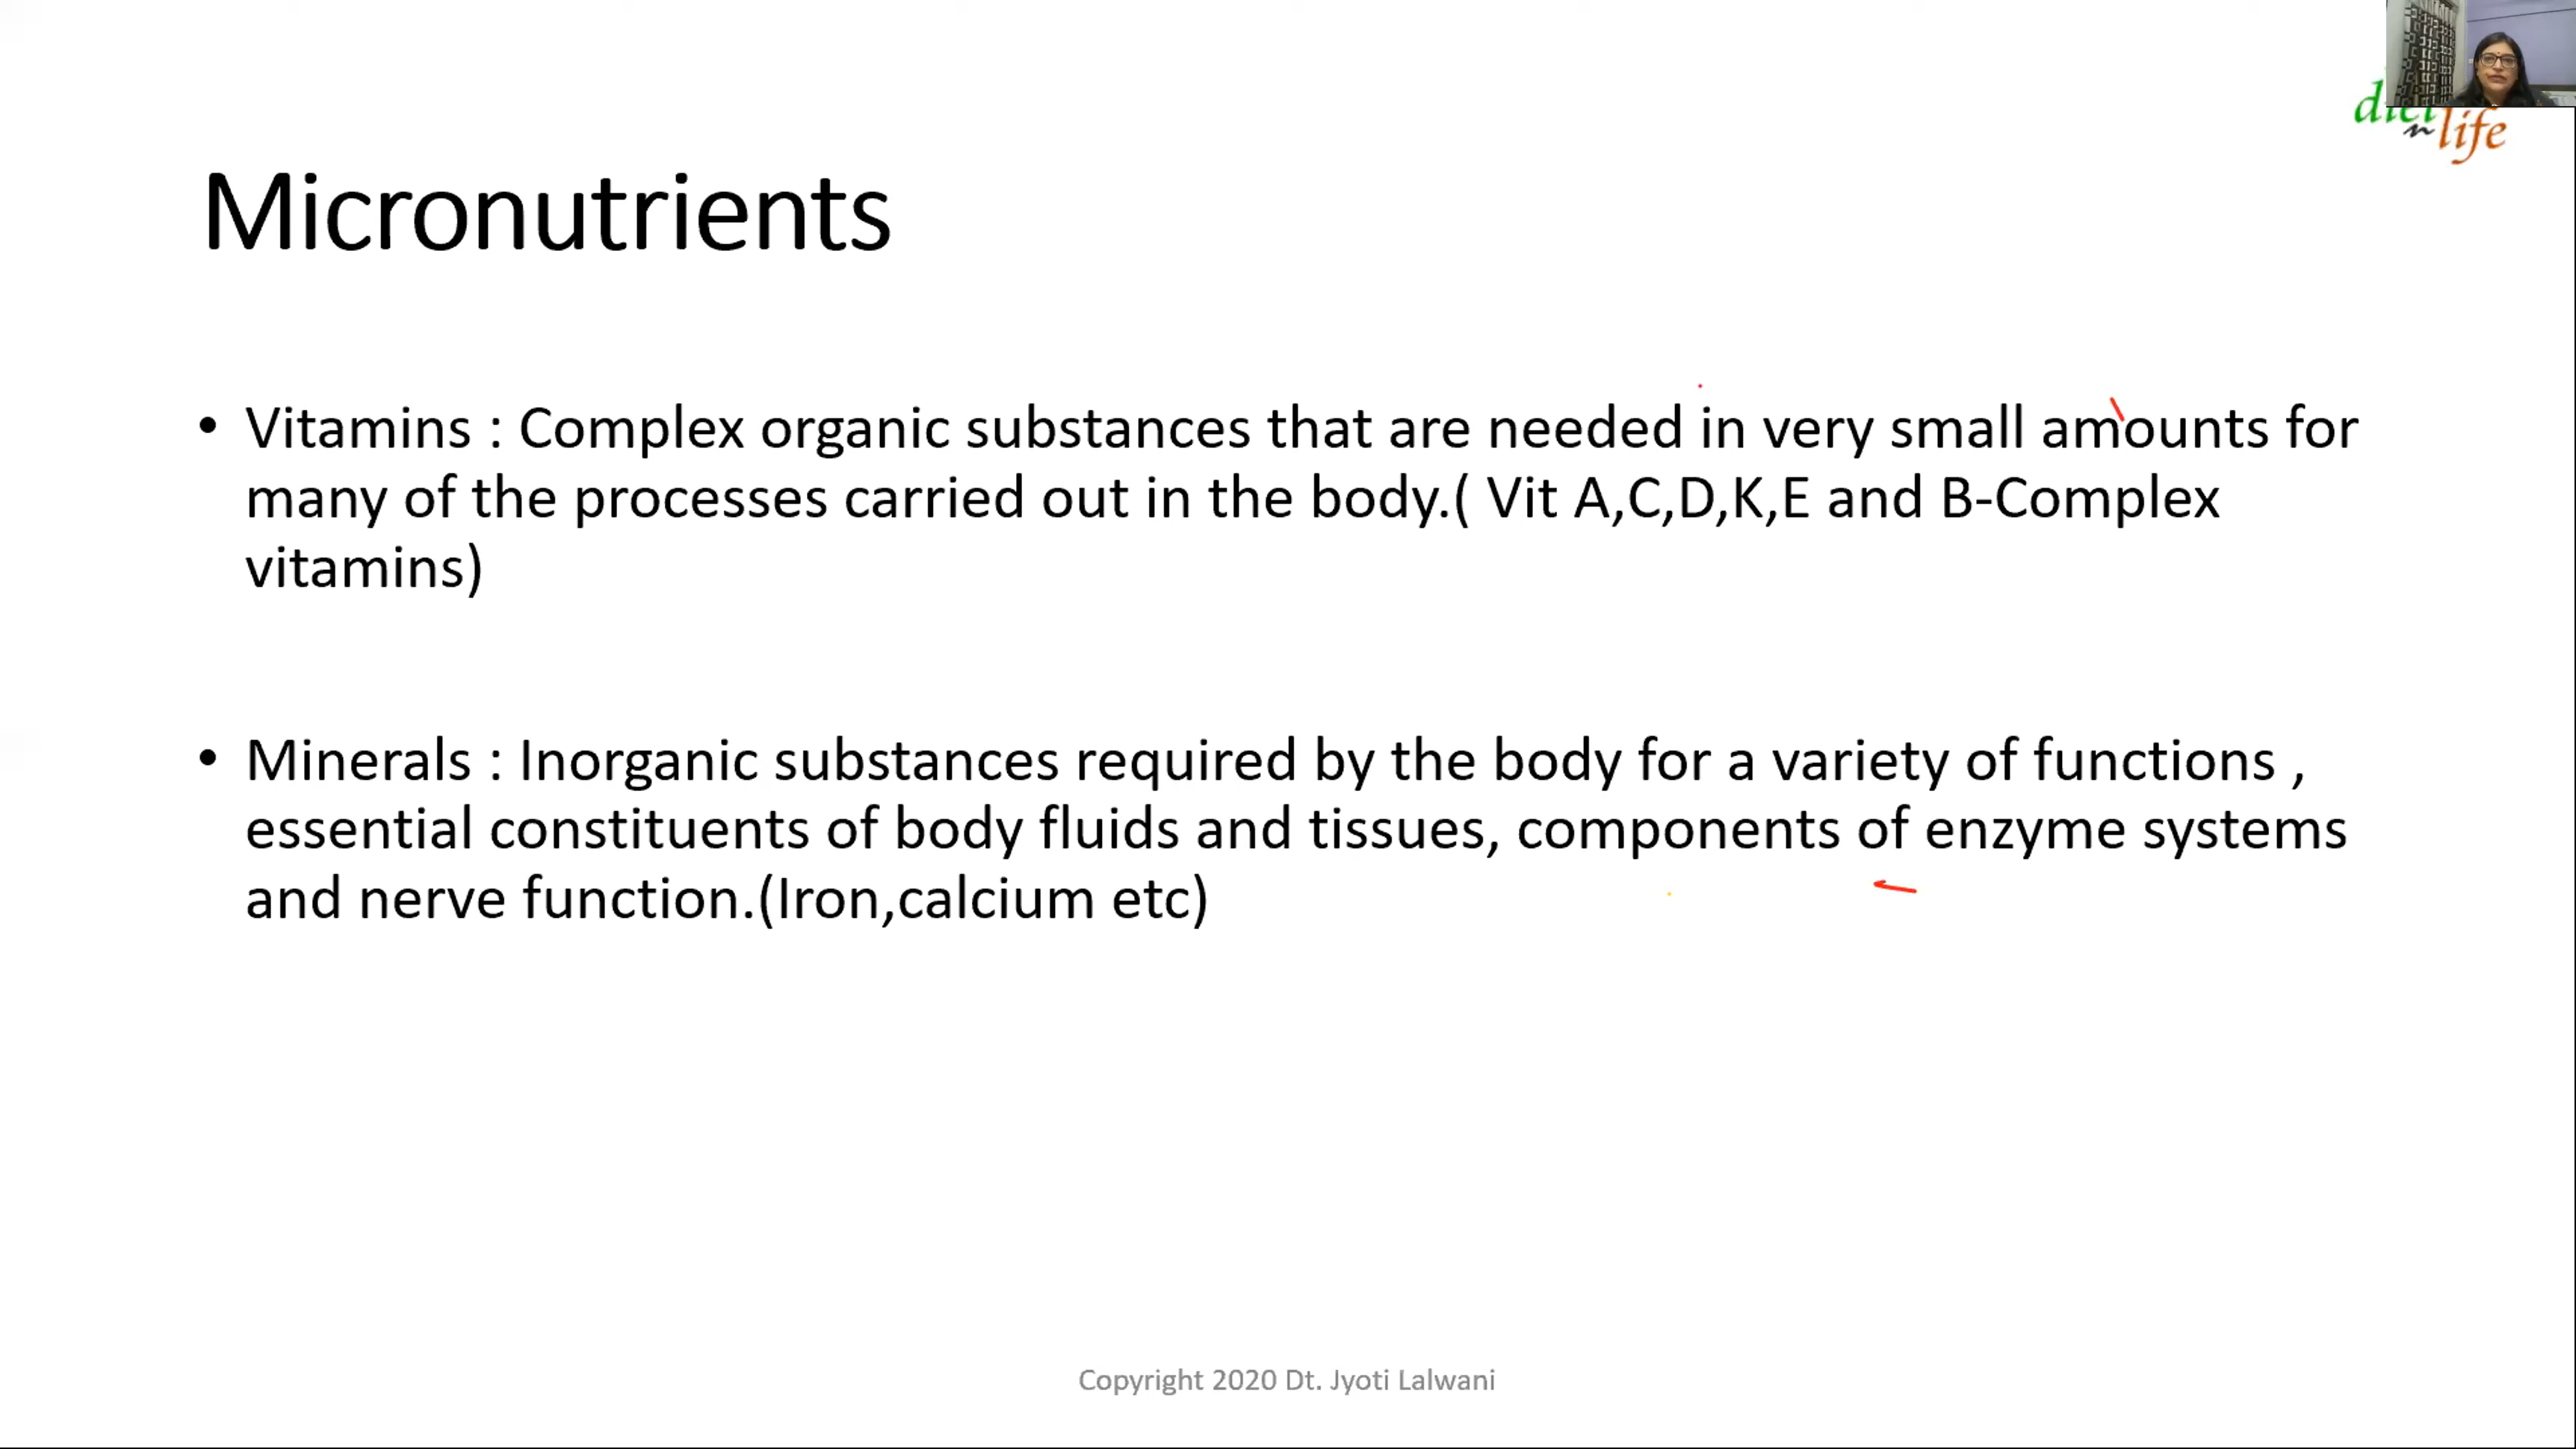 diet
n life
Micronutrients
• Vitamins : Complex organic substances that are needed in very small amounts for
many of the processes carried out in the body.( Vit A,C,D,K,E and B-Complex
vitamins)
• Minerals : Inorganic substances required by the body for a variety of functions ,
essential constituents of body fluids and tissues, components of enzyme systems
and nerve function.(Iron,calcium etc)
Copyright 2020 Dt. Jyoti Lalwani